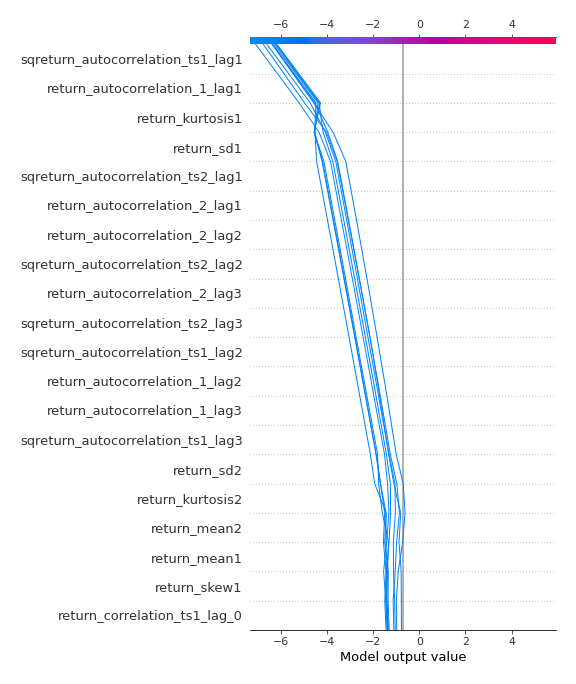 −6 −4 −2 0 2 4
sqreturn_autocorrelation_ts1_lag1
return_autocorrelation_1_lag1
return_kurtosis1
return_sd1
sqreturn_autocorrelation_ts2_lag1
return_autocorrelation_2_lag1
return_autocorrelation_2_lag2
sqreturn_autocorrelation_ts2_lag2
return_autocorrelation_2_lag3
sqreturn_autocorrelation_ts2_lag3
sqreturn_autocorrelation_ts1_lag2
return_autocorrelation_1_lag2
return_autocorrelation_1_lag3
sqreturn_autocorrelation_ts1_lag3
return_sd2
return_kurtosis2
return_mean2
return_mean1
return_skew1
return_correlation_ts1_lag_0
−6 −4 −2 0 2 4
Model output value